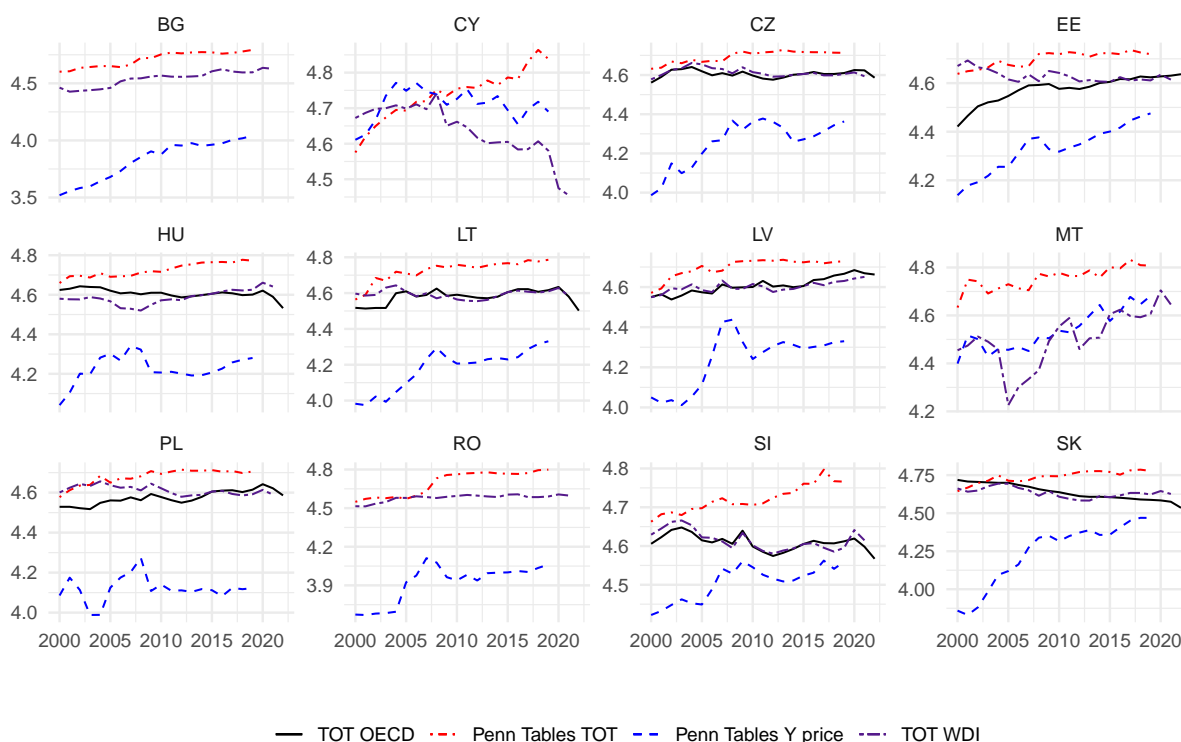 BG CY CZ EE
4.5 4.0 3.5
4.8 4.7 4.6 4.5
4.6 4.4 4.2 4.0
4.6 4.4 4.2
HU LT LV MT
4.8 4.6 4.4 4.2
4.8 4.6 4.4 4.2 4.0
4.6 4.4 4.2 4.0
4.8 4.6 4.4 4.2
PL RO SI SK
4.6 4.4 4.2 4.0
4.8 4.5 4.2 3.9
4.8 4.7 4.6 4.5
4.75 4.50 4.25 4.00
2000 2005 2010 2015 2020 2000 2005 2010 2015 2020 2000 2005 2010 2015 2020 2000 2005 2010 2015 2020
TOT OECD Penn Tables TOT Penn Tables Y price TOT WDI